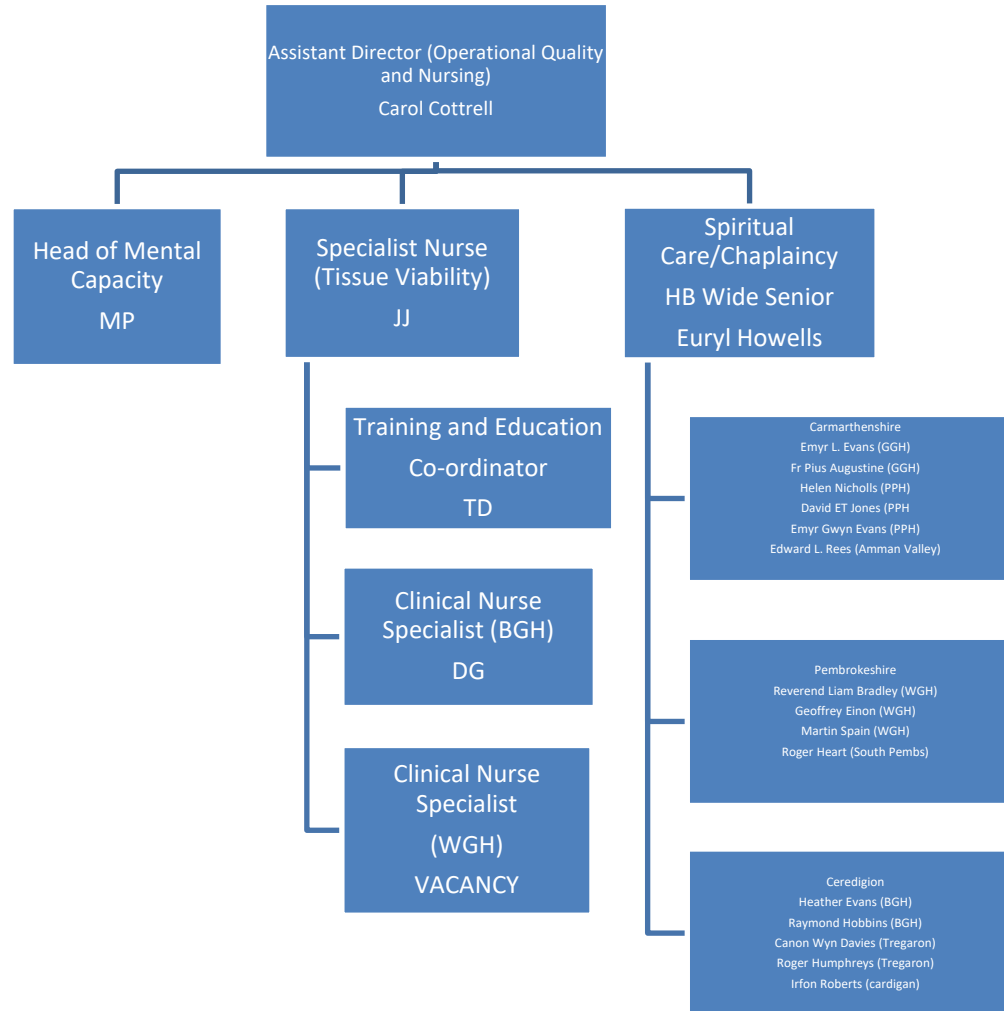 Assistant Director (Operational Quality
and Nursing)
Carol Cottrell
Head of Mental
Capacity
MP
Specialist Nurse
(Tissue Viability)
JJ
Spiritual
Care/Chaplaincy
HB Wide Senior
Euryl Howells
Training and Education
Co-ordinator
TD
Clinical Nurse
Specialist (BGH)
DG
Clinical Nurse
Specialist
(WGH)
VACANCY
Carmarthenshire
Emyr L. Evans (GGH)
Fr Pius Augustine (GGH)
Helen Nicholls (PPH)
David ET Jones (PPH
Emyr Gwyn Evans (PPH)
Edward L. Rees (Amman Valley)
Pembrokeshire
Reverend Liam Bradley (WGH)
Geoffrey Einon (WGH)
Martin Spain (WGH)
Roger Heart (South Pembs)
Ceredigion
Heather Evans (BGH)
Raymond Hobbins (BGH)
Canon Wyn Davies (Tregaron)
Roger Humphreys (Tregaron)
Irfon Roberts (cardigan)